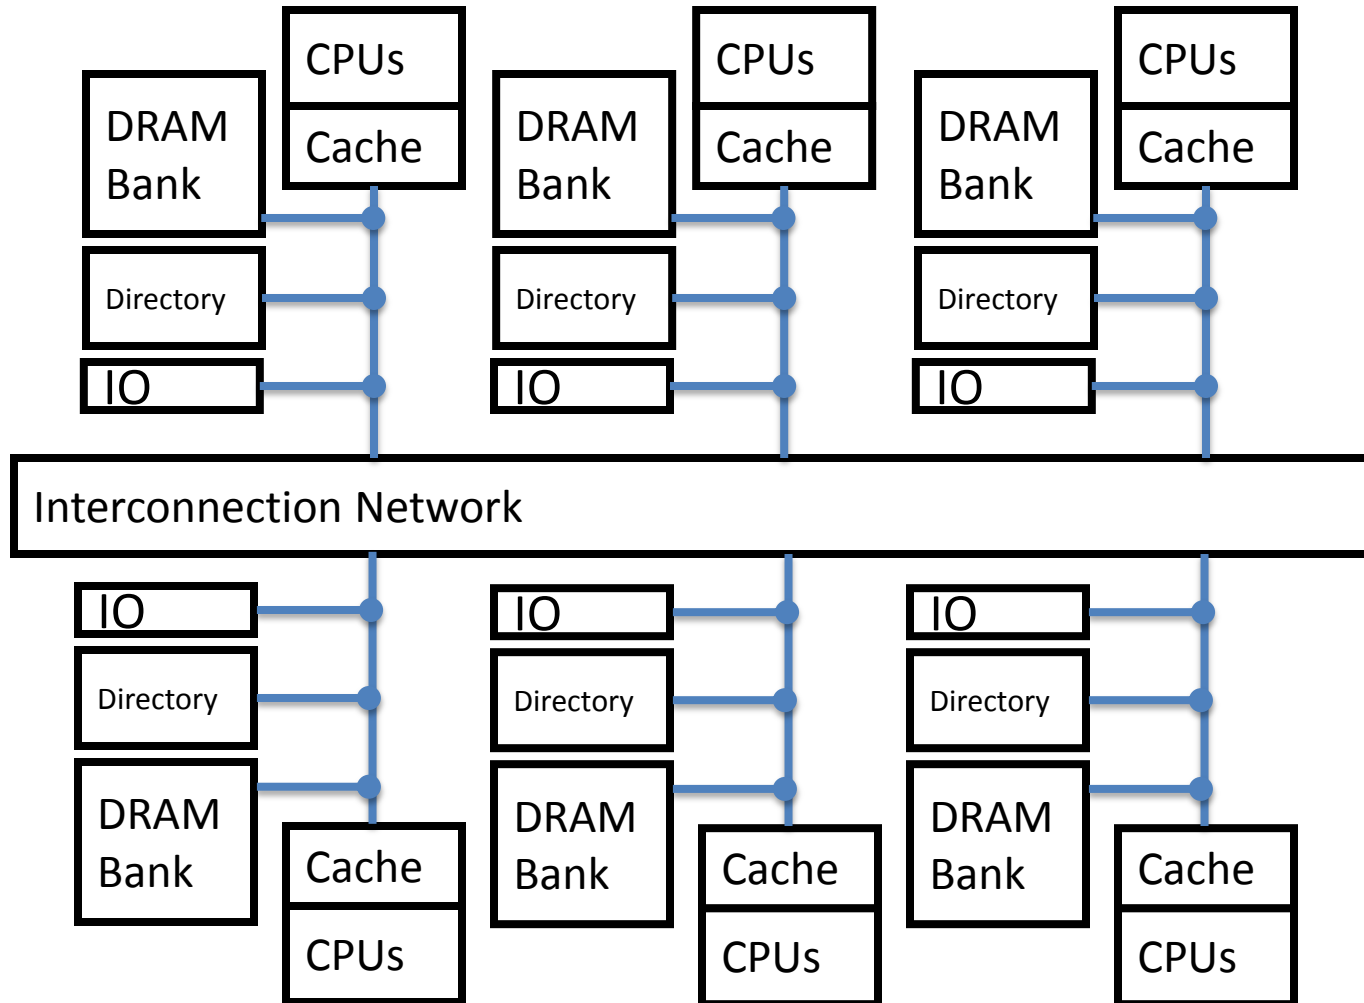 CPUs
Cache
DRAM
Bank
Directory
IO
CPUs
Cache
DRAM
Bank
Directory
IO
CPUs
Cache
DRAM
Bank
Directory
IO
Interconnection Network
IO
Directory
DRAM
Bank
Cache
CPUs
IO
Directory
DRAM
Bank
Cache
CPUs
IO
Directory
DRAM
Bank
Cache
CPUs